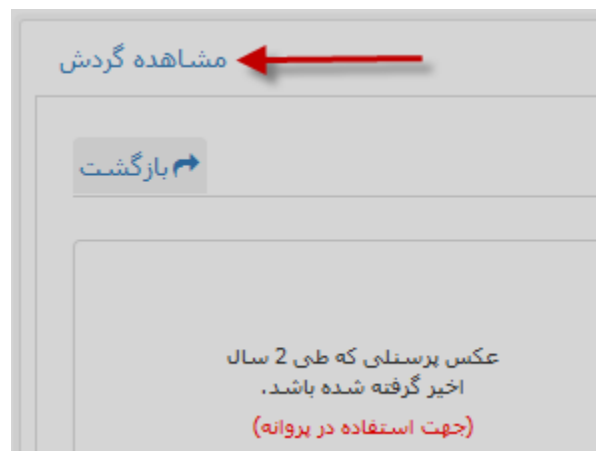 مشاهده گردش
بازگشت
عکس پرسنلی که طی 2 سال
اخیر گرفته شده باشد.
(جهت استفاده در پروانه)